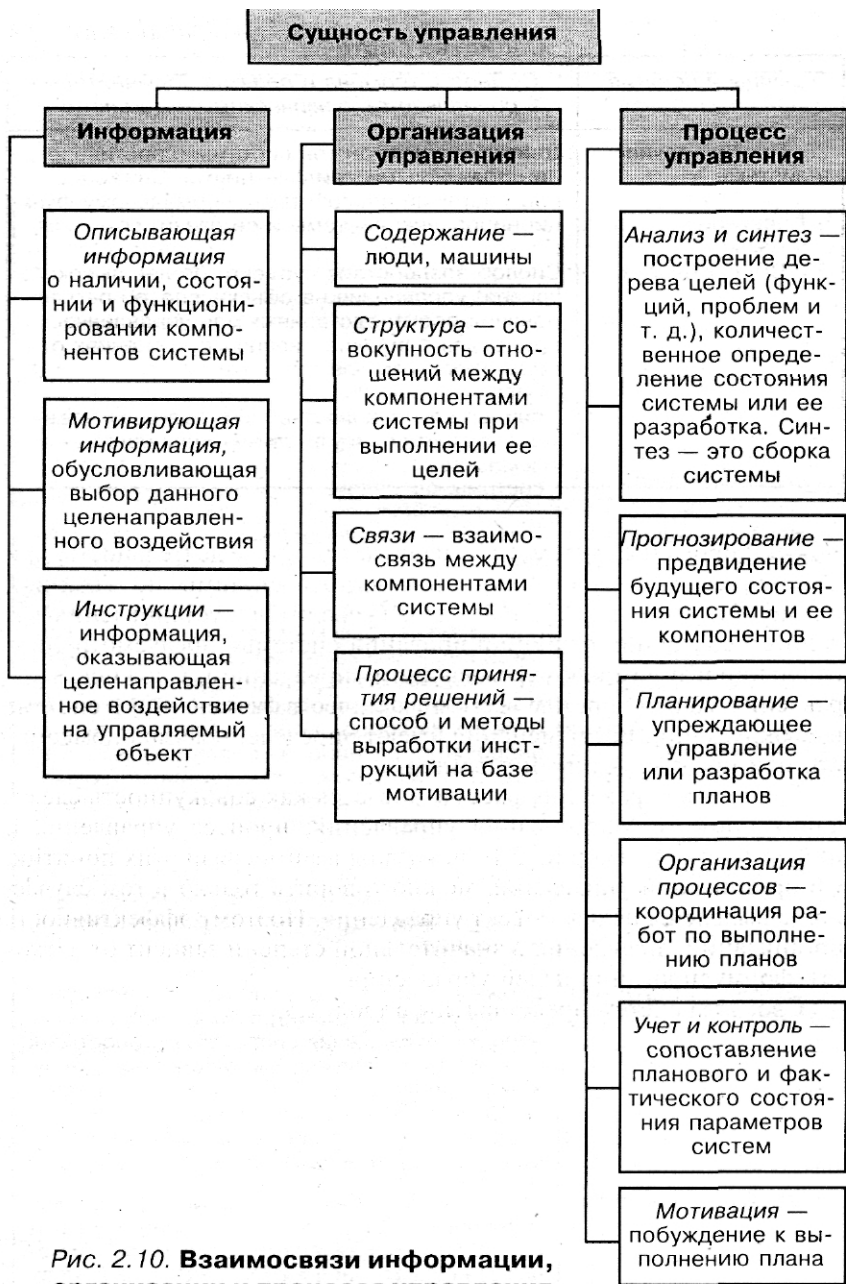 Сущность управления
Информация
Описывающая
информация
о наличии, состоя-
нии и функциони-
ровании компо-
нентов системы
Мотивирующая
информация,
обусловливающая
выбор данного
целенаправлен-
ного воздействия
Инструкции —
информация,
оказывающая
целенаправлен-
ное воздействие
на управляемый
объект
Организация
управления
Содержание —
люди, машины
Структура — со-
вокупность отно-
шений между
компонентами
системы при
выполнении ее
целей
Связи — взаимо-
связь между
компонентами
системы
Процесс приня-
тия решений —
способ и методы
выработки инст-
рукций на базе
мотивации
Процесс
управления
Анализ и синтез —
построение де-
рева целей (функ-
ций, проблем и
т. д.), количест-
венное опреде-
ление состояния
системы или ее
разработка. Син-
тез — это сборка
системы
Прогнозирование —
предвидение
будущего состоя-
ния системы и ее
компонентов
Планирование —
упреждающее
управление
или разработка
планов
Организация
процессов —
координация ра-
бот по выполне-
нию планов
Учет и контроль —
сопоставление
планового и фак-
тического состоя-
ния параметров
систем
Мотивация —
побуждение к вы-
полнению плана
Рис. 2.10. Взаимосвязи информации,